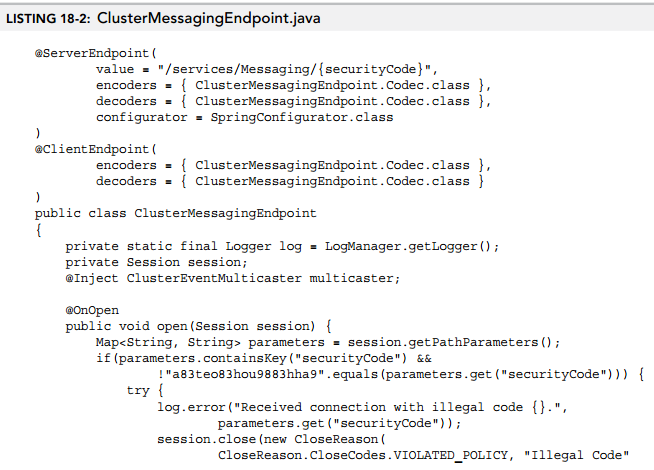 LISTING 18-2: ClusterMessagingEndpoint.java
@ServerEndpoint(
value = "/services/Messaging/{securityCode}",
encoders = { ClusterMessagingEndpoint.Codec.class },
decoders = { ClusterMessagingEndpoint.Codec.class },
configurator = SpringConfigurator.class
)
@ClientEndpoint(
encoders = { ClusterMessagingEndpoint.Codec.class },
decoders = { ClusterMessagingEndpoint.Codec.class }
)
public class ClusterMessagingEndpoint
{
private static final Logger log = LogManager.getLogger();
private Session session;
@Inject ClusterEventMulticaster multicaster;
@OnOpen
public void open(Session session) {
Map<String, String> parameters = session.getPathParameters();
if(parameters.containsKey("securityCode") &&
!"a83teo83hou9883hha9".equals(parameters.get("securityCode"))) {
try {
log.error("Received connection with illegal code {}.",
parameters.get("securityCode"));
session.close(new CloseReason(
CloseReason.CloseCodes.VIOLATED_POLICY, "Illegal Code"